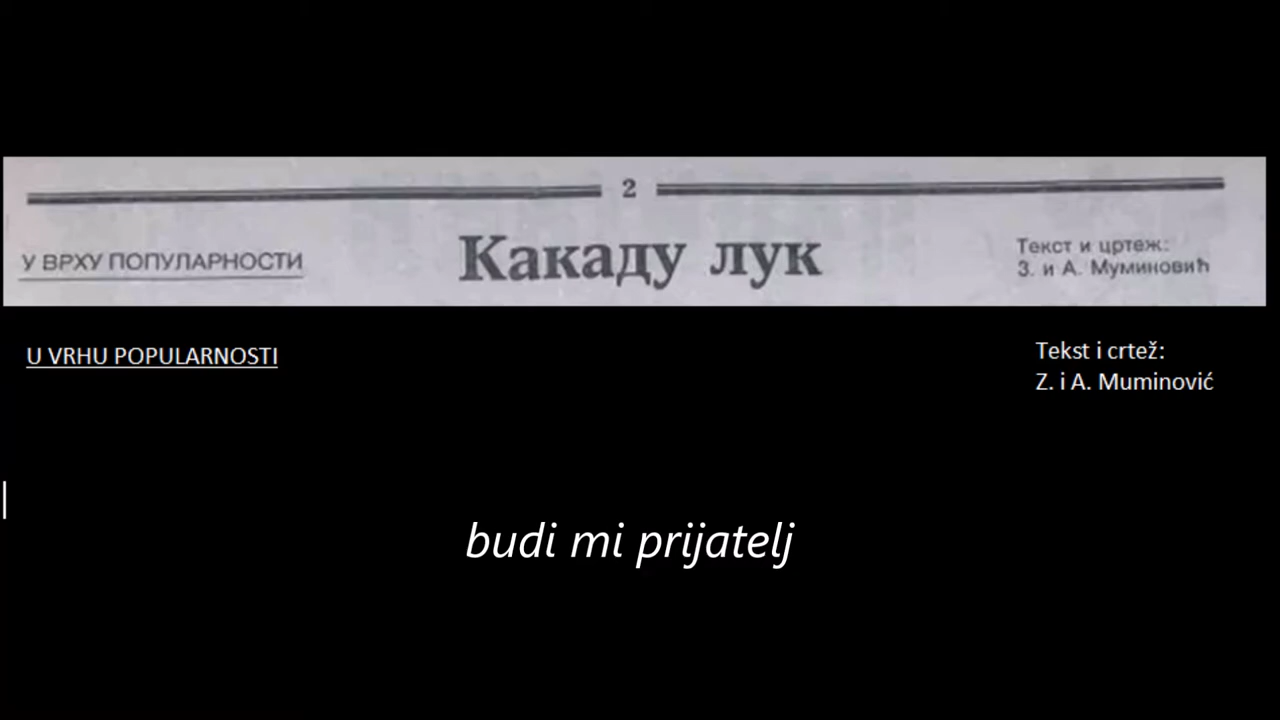 2
У ВРХУ ПОПУЛАРНОСТИ
Какаду лук
Текст и цртеж:
З. и А. Муминовић
U VRHU POPULARNOSTI
Tekst i crtež:
Z. i A. Muminović
budi mi prijatelj